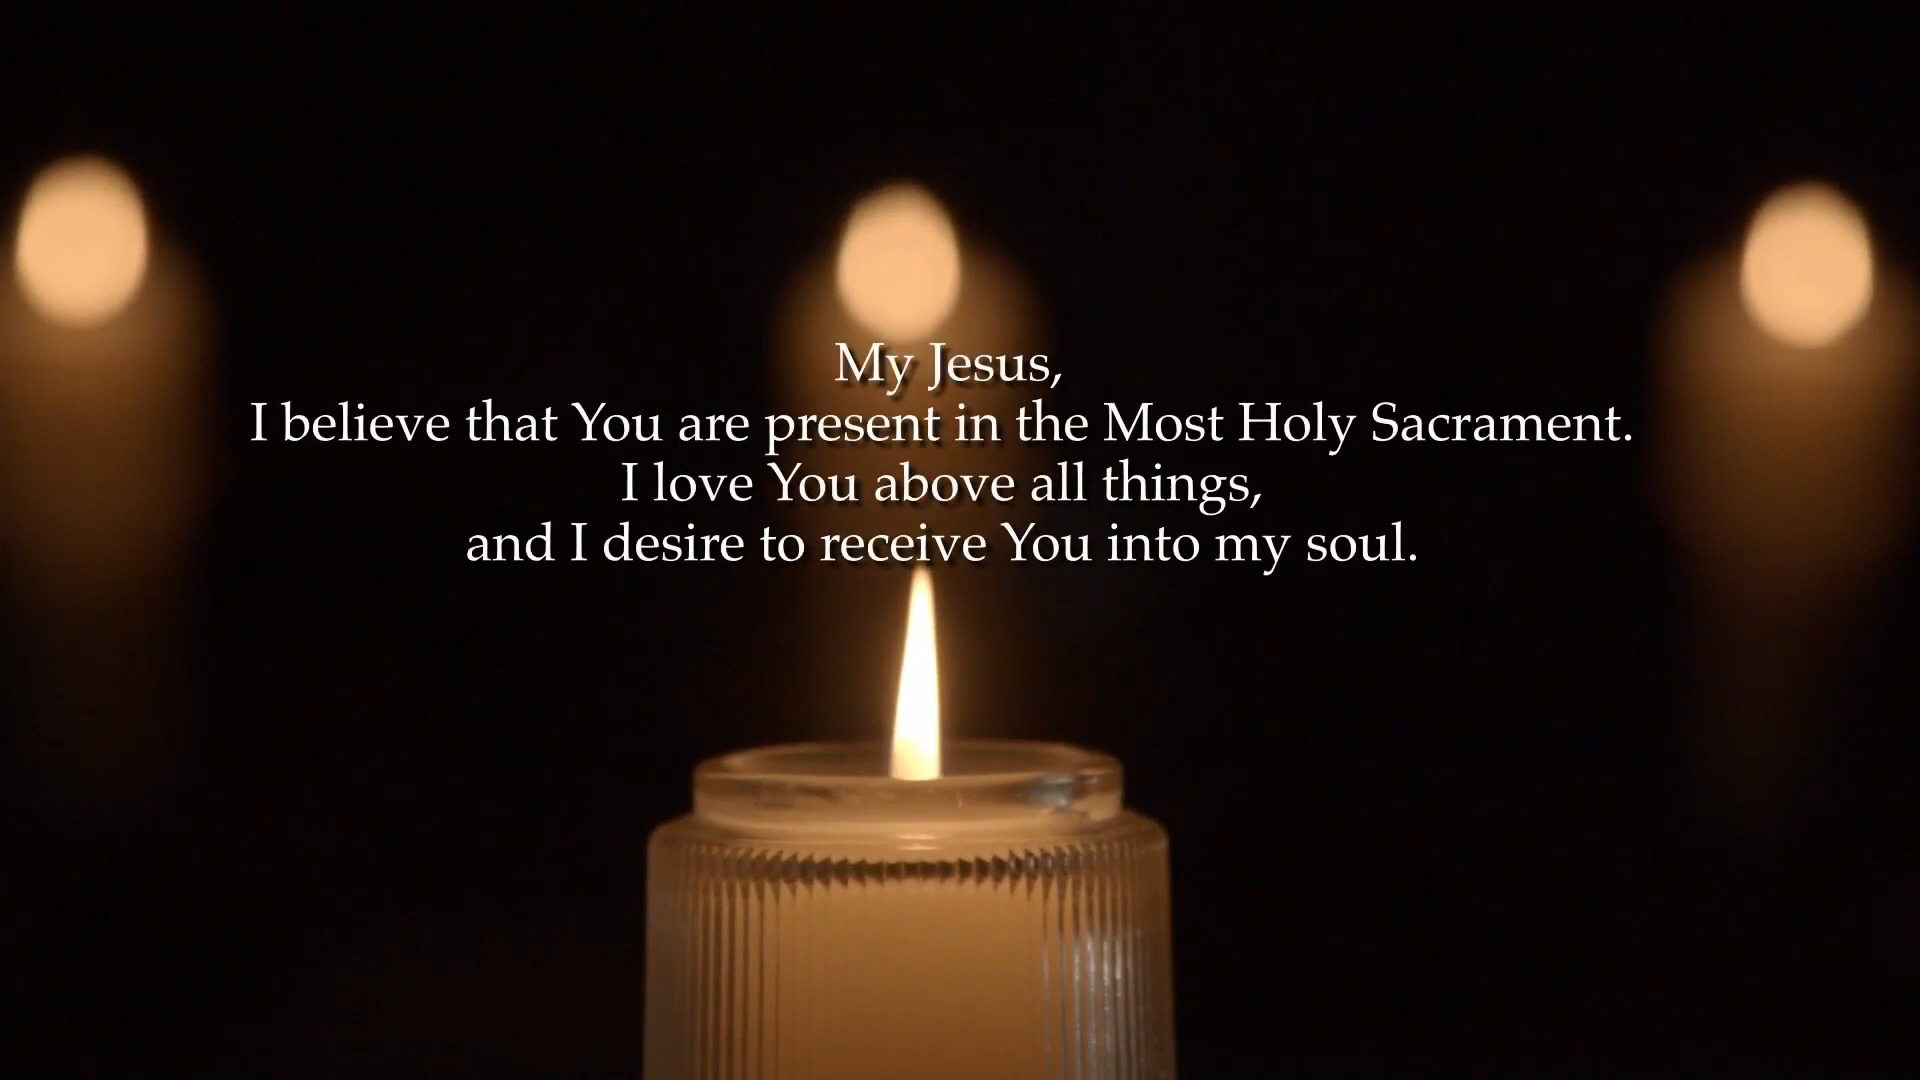 My Jesus,
I believe that You are present in the Most Holy Sacrament.
I love You above all things,
and I desire to receive You into my soul.